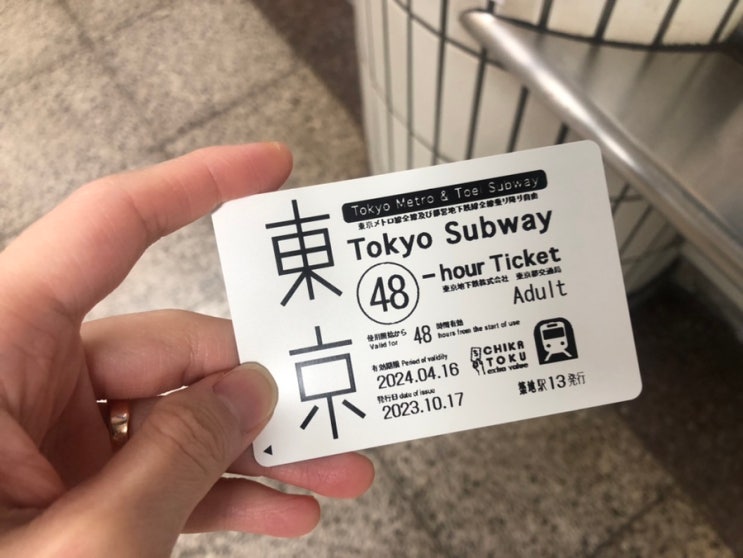 東京
Tokyo Metro & Toei Subway
東京メトロ線全線及び都営地下鉄線全線乗り降り自由
Tokyo Subway
48-hour Ticket
東京地下鉄株式会社 東京都交通局
Adult
使用開始から 48 時間有効
Valid for hours from the start of use
有効期限 Period of validity
2024.04.16
発行日 date of issue
2023.10.17
CHIKA
TOKU
extra value
築地駅13発行